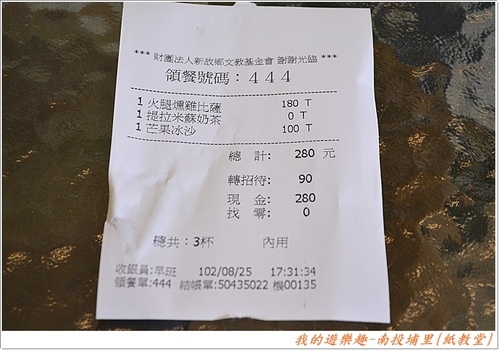 *** 財團法人新故鄉文教基金會 謝謝光臨 ***
領餐號碼：444
1 火腿燻雞比薩 180 T
1 提拉米蘇奶茶 0 T
1 芒果冰沙 100 T
總 計： 280 元
轉招待: 90
現 金: 280
找 零: 0
總共：3杯 內用
收銀員:早班 102/08/25 17:31:34
領餐單:444 結帳單:50435022 機00135
我的遊樂趣-南投埔里{紙教堂}